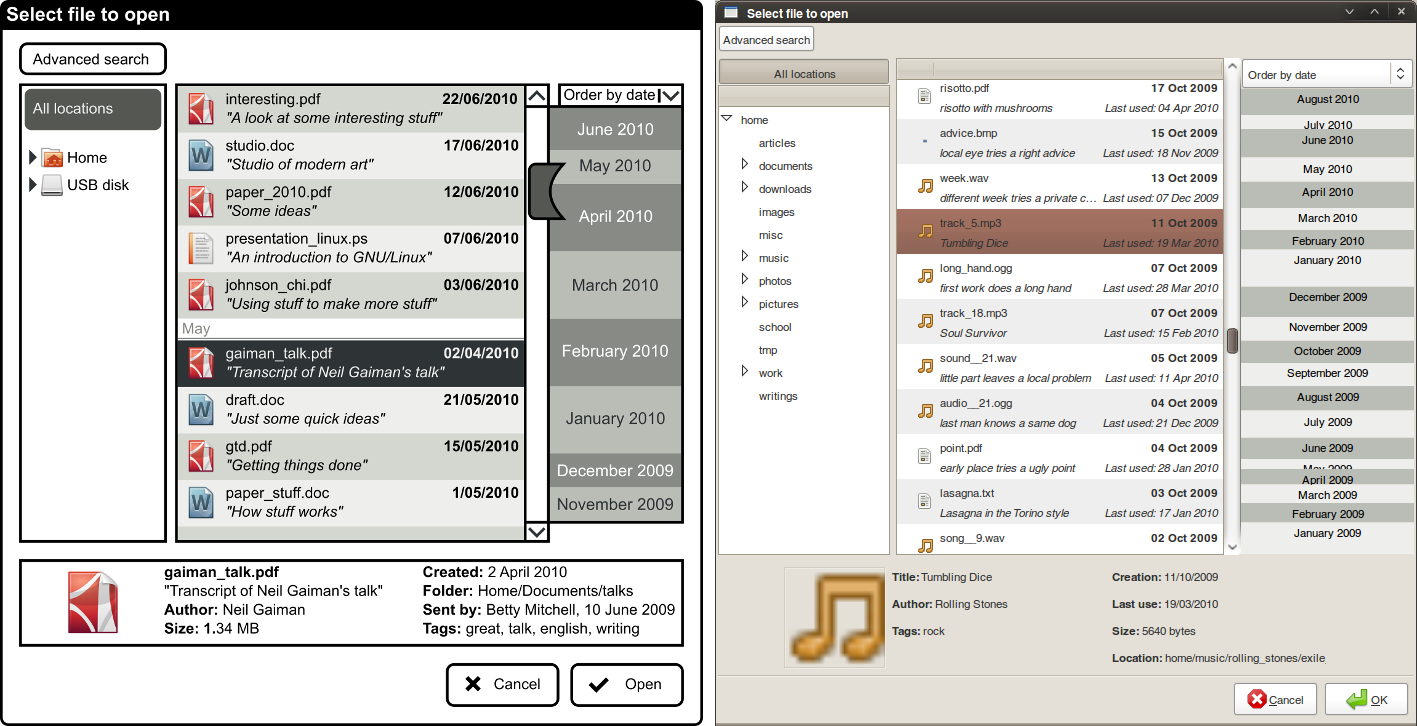 Select file to open
Advanced search
All locations
Home
USB disk
interesting.pdf 22/06/2010
"A look at some interesting stuff"
studio.doc 17/06/2010
"Studio of modern art"
paper_2010.pdf 12/06/2010
"Some ideas"
presentation_linux.ps 07/06/2010
"An introduction to GNU/Linux"
johnson_chi.pdf 03/06/2010
"Using stuff to make more stuff"
May
gaiman_talk.pdf 02/04/2010
"Transcript of Neil Gaiman's talk"
draft.doc 21/05/2010
"Just some quick ideas"
gtd.pdf 15/05/2010
"Getting things done"
paper_stuff.doc 1/05/2010
"How stuff works"
Order by date
June 2010
May 2010
April 2010
March 2010
February 2010
January 2010
December 2009
November 2009
gaiman_talk.pdf
"Transcript of Neil Gaiman's talk"
Author: Neil Gaiman
Size: 1.34 MB
Created: 2 April 2010
Folder: Home/Documents/talks
Sent by: Betty Mitchell, 10 June 2009
Tags: great, talk, english, writing
Cancel
Open
Select file to open
Advanced search
All locations
home
articles
documents
downloads
images
misc
music
photos
pictures
school
tmp
work
writings
risotto.pdf 17 Oct 2009
risotto with mushrooms Last used: 04 Apr 2010
advice.bmp 15 Oct 2009
local eye tries a right advice Last used: 18 Nov 2009
week.wav 13 Oct 2009
different week tries a private c... Last used: 07 Dec 2009
track_5.mp3 11 Oct 2009
Tumbling Dice Last used: 19 Mar 2010
long_hand.ogg 07 Oct 2009
first work does a long hand Last used: 28 Mar 2010
track_18.mp3 07 Oct 2009
Soul Survivor Last used: 15 Feb 2010
sound__21.wav 05 Oct 2009
little part leaves a local problem Last used: 11 Apr 2010
audio__21.ogg 04 Oct 2009
last man knows a same dog Last used: 21 Dec 2009
point.pdf 04 Oct 2009
early place tries a ugly point Last used: 28 Jan 2010
lasagna.txt 03 Oct 2009
Lasagna in the Torino style Last used: 17 Jan 2010
song__9.wav 02 Oct 2009
Order by date
August 2010
July 2010
June 2010
May 2010
April 2010
March 2010
February 2010
January 2010
December 2009
November 2009
October 2009
September 2009
August 2009
July 2009
June 2009
May 2009
April 2009
March 2009
February 2009
January 2009
Title: Tumbling Dice
Author: Rolling Stones
Tags: rock
Creation: 11/10/2009
Last use: 19/03/2010
Size: 5640 bytes
Location: home/music/rolling_stones/exile
Cancel
OK